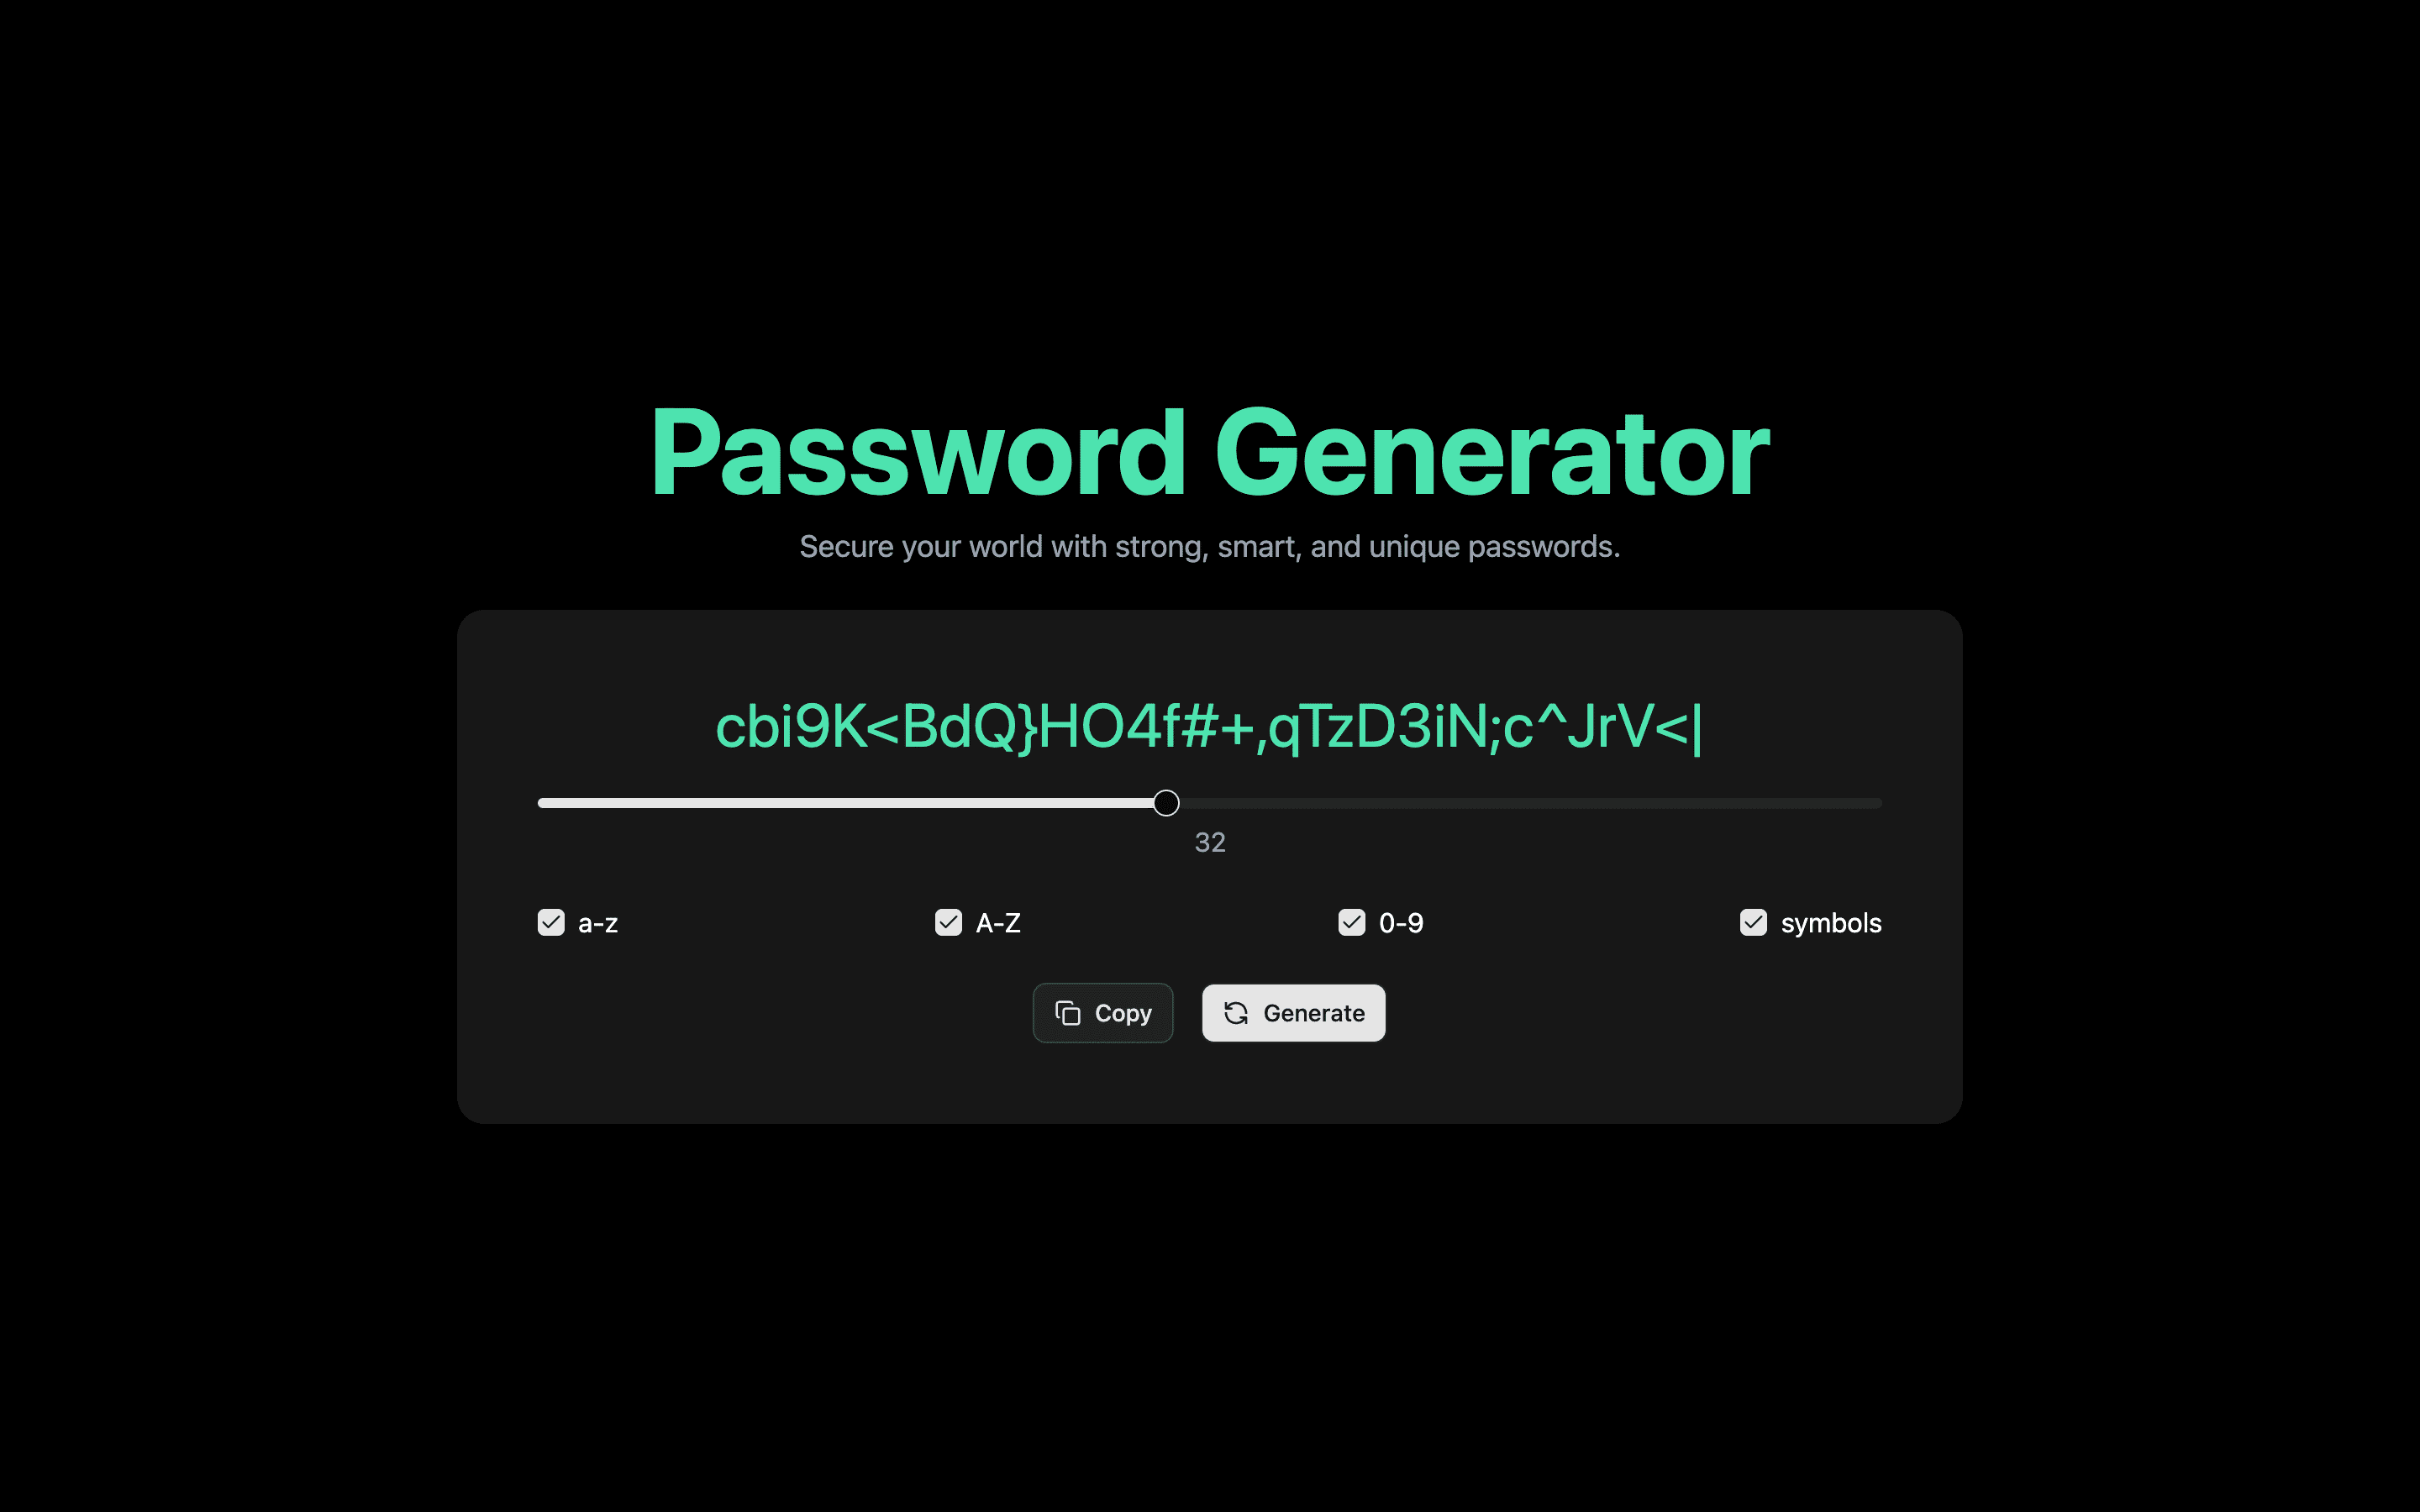 Password Generator
Secure your world with strong, smart, and unique passwords.
cbi9K<BdQ}HO4f#+,qTzD3iN;c^JrV<|
32
a-z
A-Z
0-9
symbols
Copy
Generate